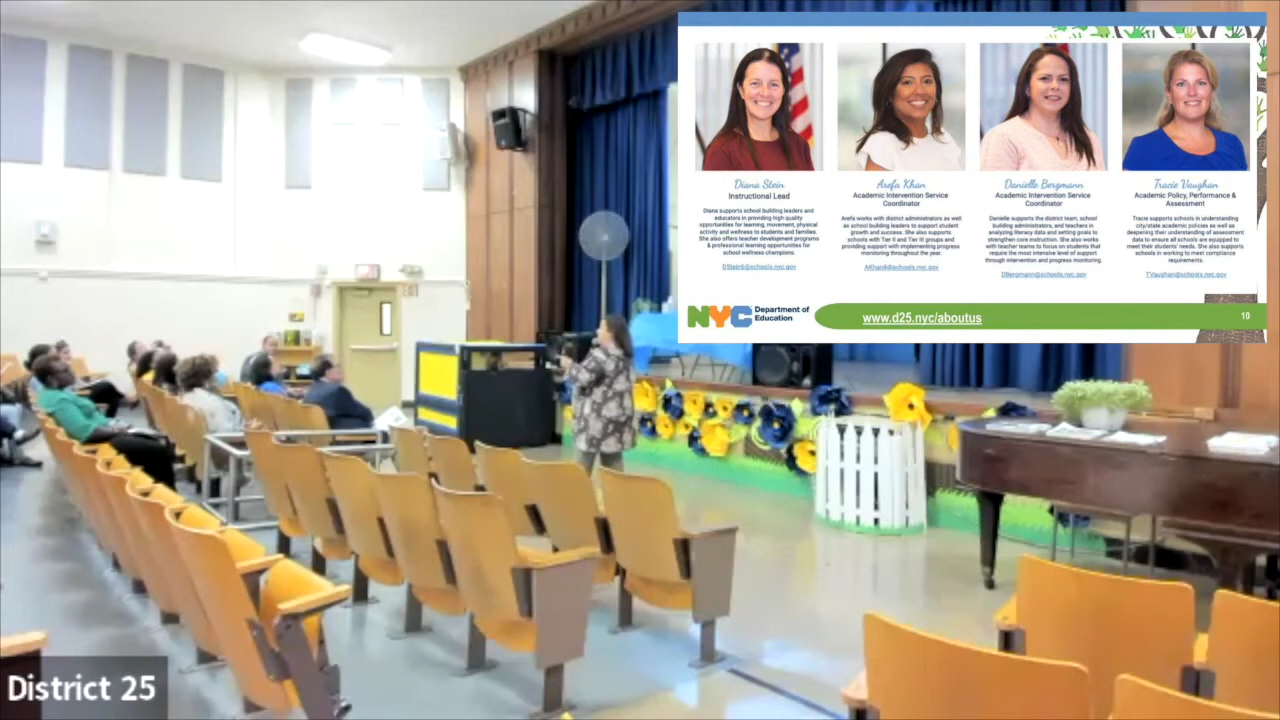 Diana Stein
Instructional Lead
Diana supports school building leaders and
educators in providing high quality
opportunities for learning, movement, physical
activity and wellness to students and families.
She also offers teacher development programs
& professional learning opportunities for
school wellness champions.
DStein6@schools.nyc.gov
Arefa Khan
Academic Intervention Service
Coordinator
Arefa works with district administrators as well
as school building leaders to support student
growth and success. She also supports
schools with Tier II and Tier III groups and
providing support with implementing progress
monitoring throughout the year.
AKhan8@schools.nyc.gov
Danielle Bergmann
Academic Intervention Service
Coordinator
Danielle supports the district team, school
building administrators, and teachers in
analyzing literacy data and setting goals to
strengthen core instruction. She also works
with teacher teams to focus on students that
require the most intensive level of support
through intervention and progress monitoring.
DBergmann@schools.nyc.gov
Tracie Vaughan
Academic Policy, Performance &
Assessment
Tracie supports schools in understanding
city/state academic policies as well as
deepening their understanding of assessment
data to ensure all schools are equipped to
meet their students' needs. She also supports
schools in working to meet compliance
requirements.
TVaughan@schools.nyc.gov
NYC Department of
Education
www.d25.nyc/aboutus
10
District 25